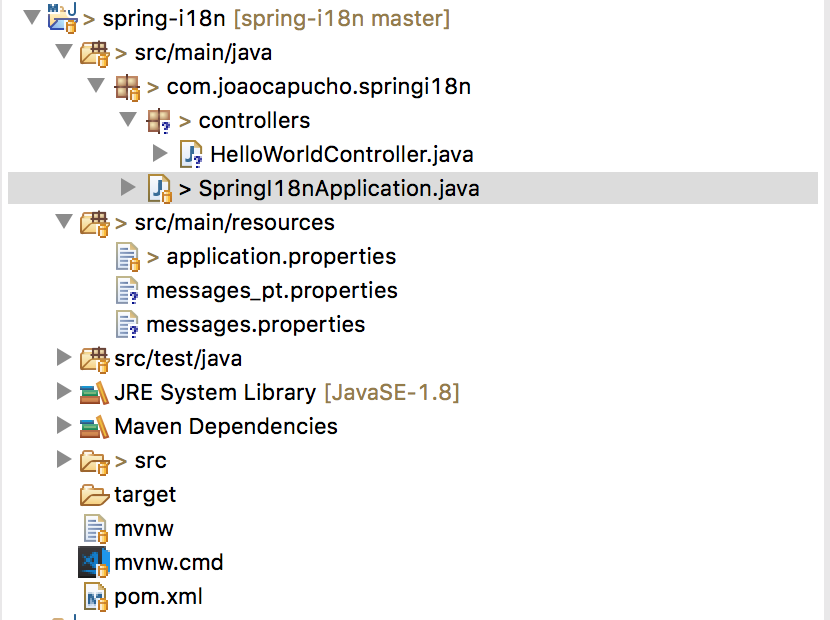 > spring-i18n [spring-i18n master]
> src/main/java
> com.joaocapucho.springi18n
> controllers
HelloWorldController.java
> SpringI18nApplication.java
> src/main/resources
> application.properties
messages_pt.properties
messages.properties
src/test/java
JRE System Library [JavaSE-1.8]
Maven Dependencies
> src
target
mvnw
mvnw.cmd
pom.xml